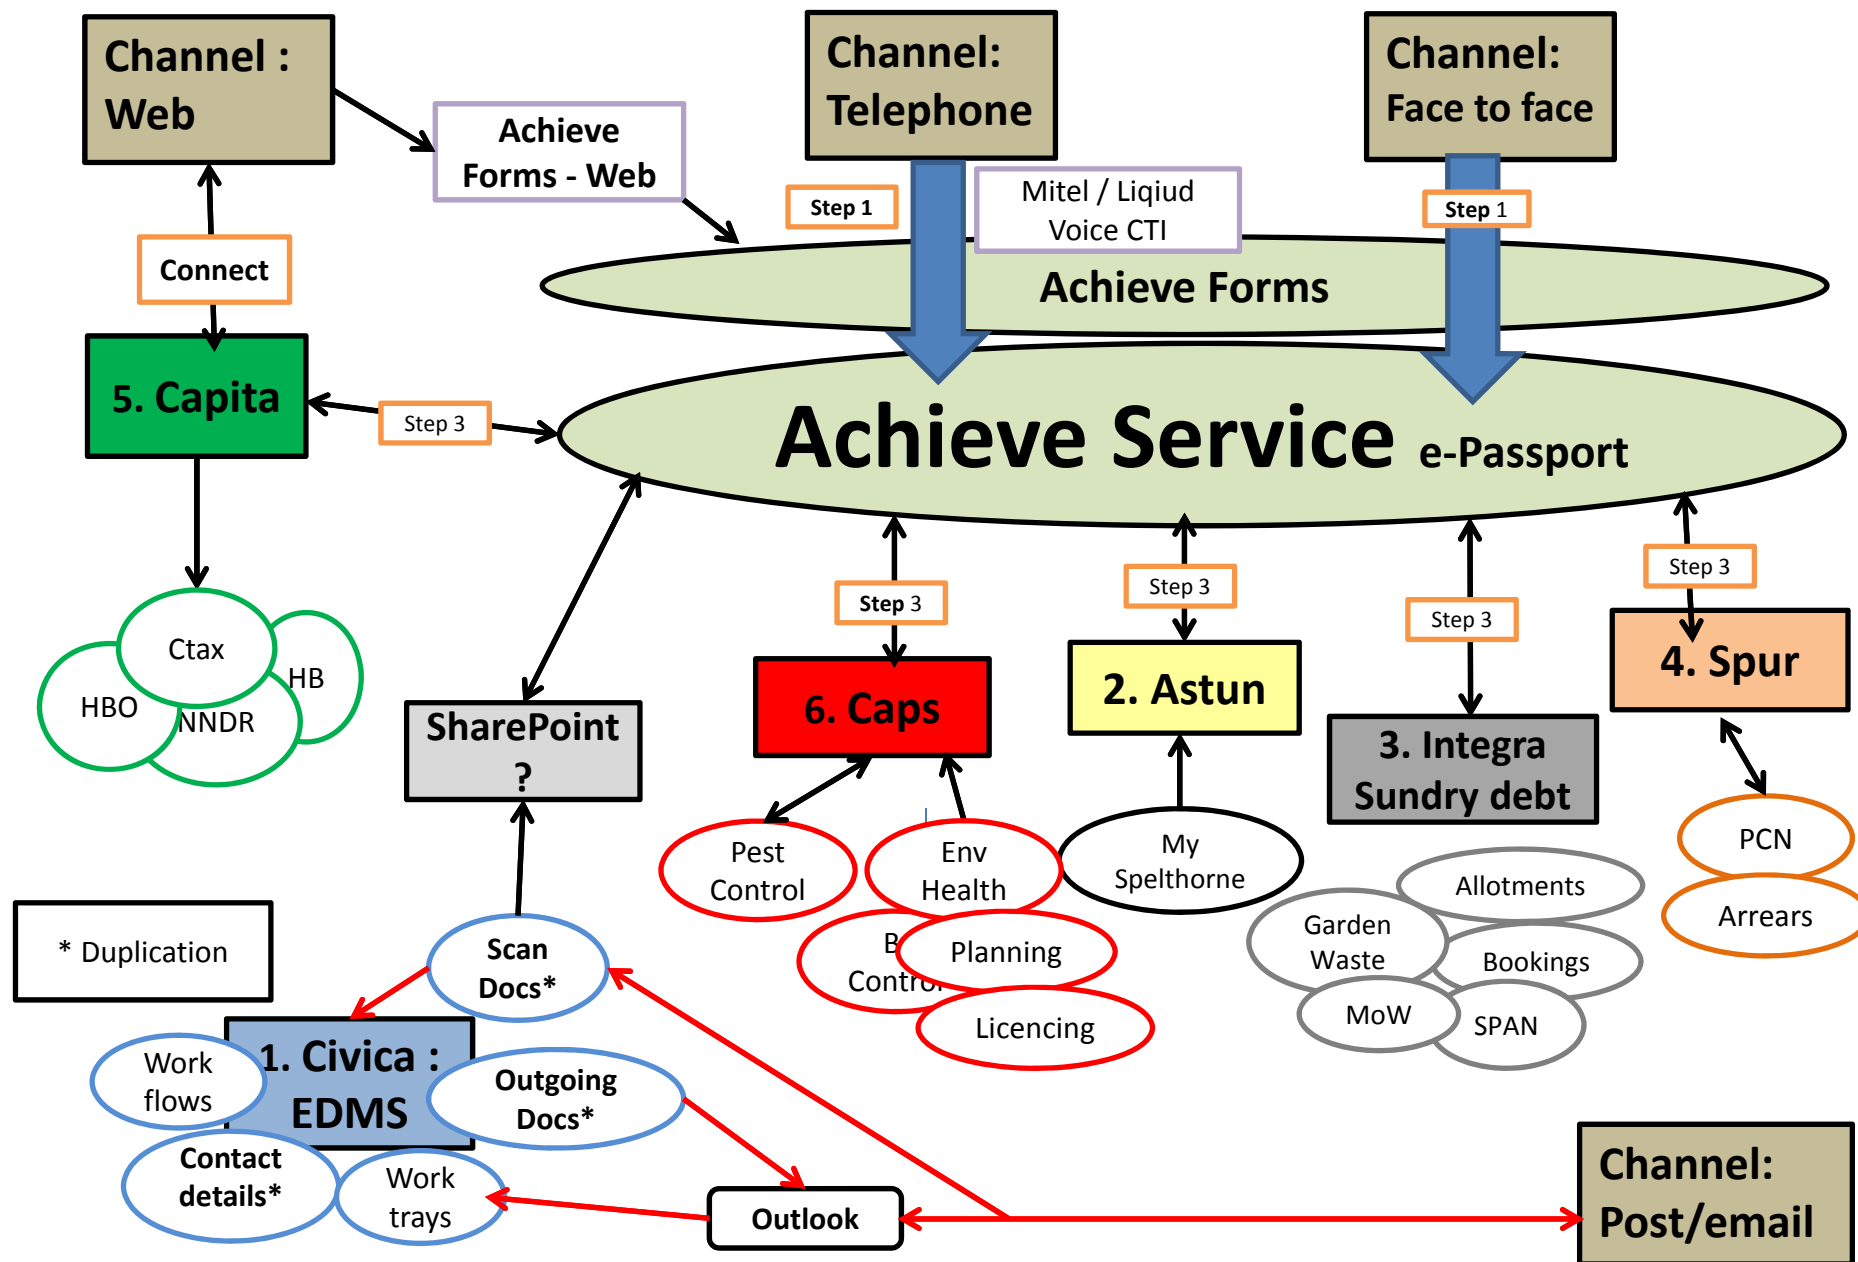 Channel :
Web
Channel:
Telephone
Channel:
Face to face
Achieve
Forms - Web
Step 1
Mitel / Liqiud
Voice CTI
Step 1
Connect
Achieve Forms
5. Capita
Step 3
Achieve Service e-Passport
Step 3
Step 3
Step 3
Step 3
Ctax
HB
HBO
NNDR
SharePoint
?
6. Caps
2. Astun
3. Integra
Sundry debt
4. Spur
Pest
Control
Env
Health
My
Spelthorne
PCN
Arrears
Allotments
Garden
Waste
Bookings
MoW
SPAN
B
Control
Planning
Licencing
* Duplication
Scan
Docs*
1. Civica :
EDMS
Work
flows
Outgoing
Docs*
Contact
details*
Work
trays
Outlook
Channel:
Post/email